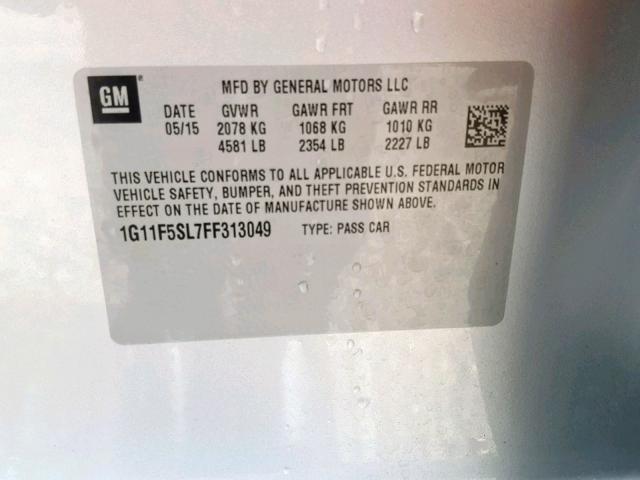 GM MFD BY GENERAL MOTORS LLC
DATE GVWR GAWR FRT GAWR RR
05/15 2078 KG 1068 KG 1010 KG
4581 LB 2354 LB 2227 LB
THIS VEHICLE CONFORMS TO ALL APPLICABLE U.S. FEDERAL MOTOR
VEHICLE SAFETY, BUMPER, AND THEFT PREVENTION STANDARDS IN
EFFECT ON THE DATE OF MANUFACTURE SHOWN ABOVE.
1G11F5SL7FF313049 TYPE: PASS CAR